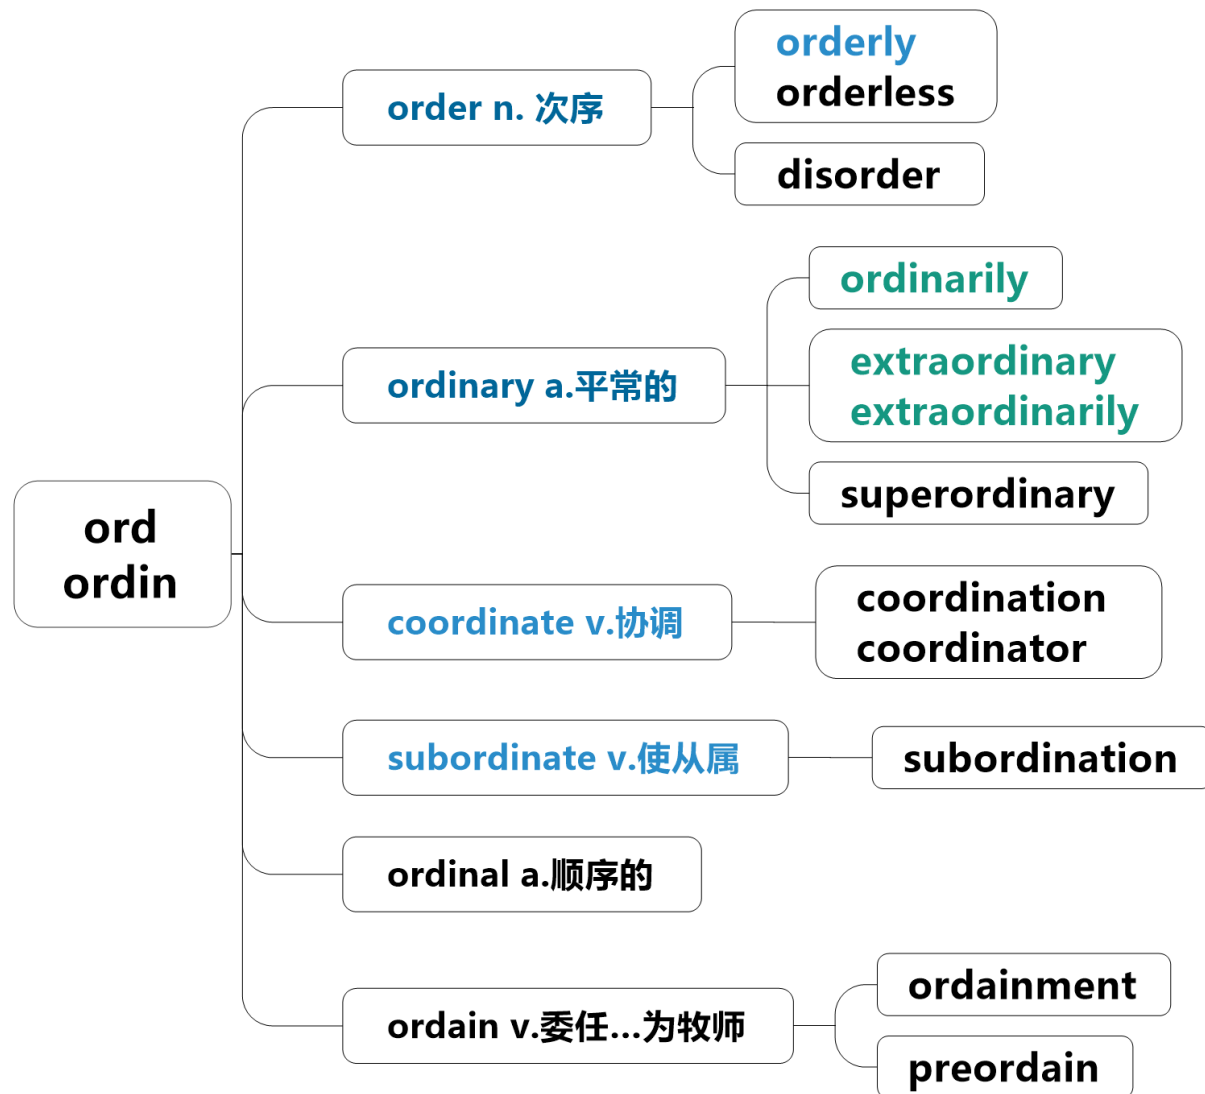 ord
ordin
order n. 次序
orderly
orderless
disorder
ordinary a.平常的
ordinarily
extraordinary
extraordinarily
superordinary
coordinate v.协调
coordination
coordinator
subordinate v.使从属
subordination
ordinal a.顺序的
ordain v.委任...为牧师
ordainment
preordain